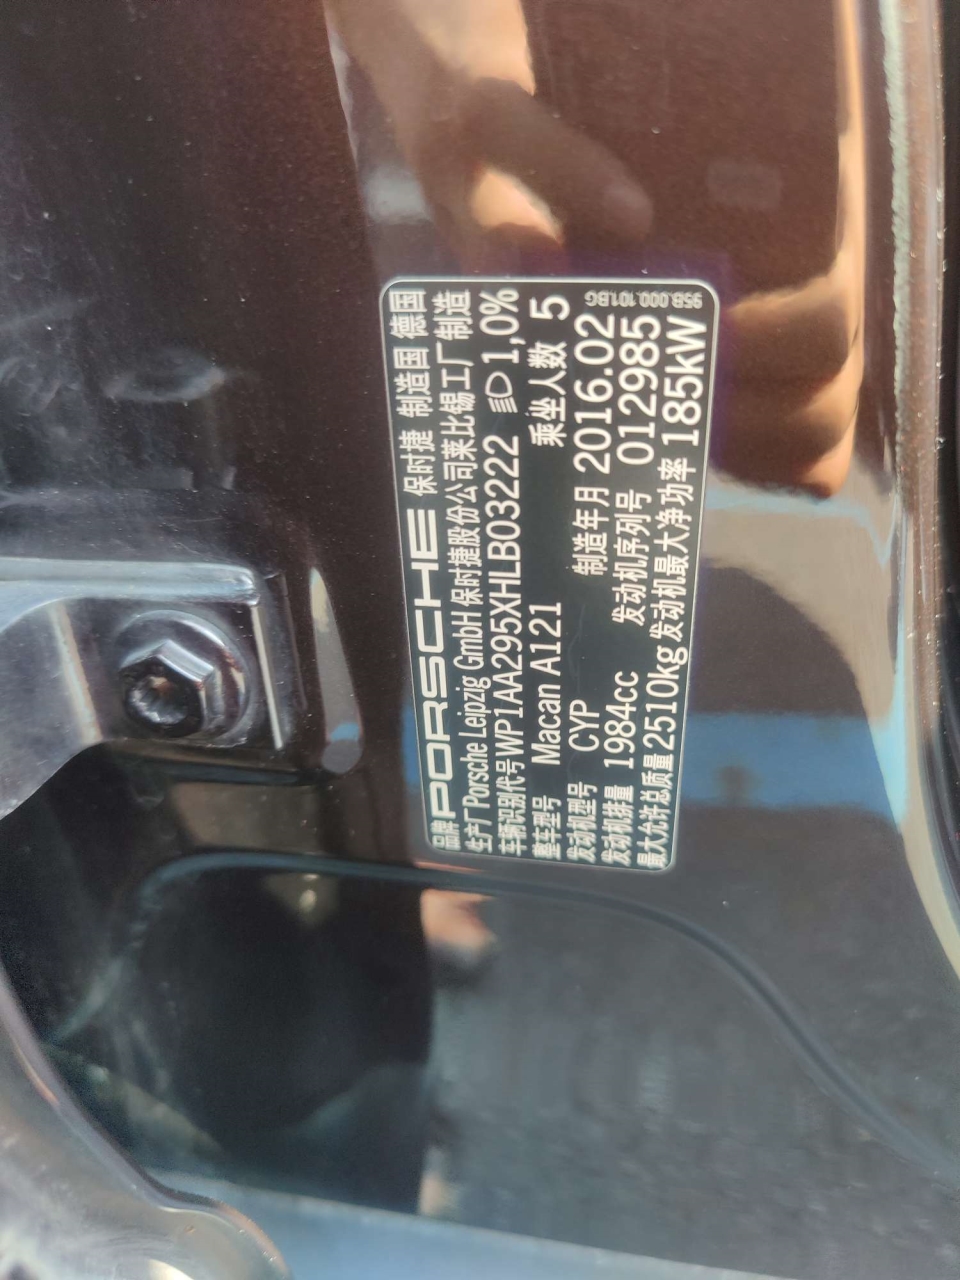 品牌 PORSCHE 保时捷 制造国 德国
生产厂 Porsche Leipzig GmbH 保时捷股份公司莱比锡工厂制造
车辆识别代号 WP1AA295XHLB03222 1,0%
整车型号 Macan A121 乘坐人数 5
发动机型号 CYP 制造年月 2016.02
发动机排量 1984cc 发动机序列号 012985
最大允许总质量 2510kg 发动机最大净功率 185kW
95B.000.101.BG